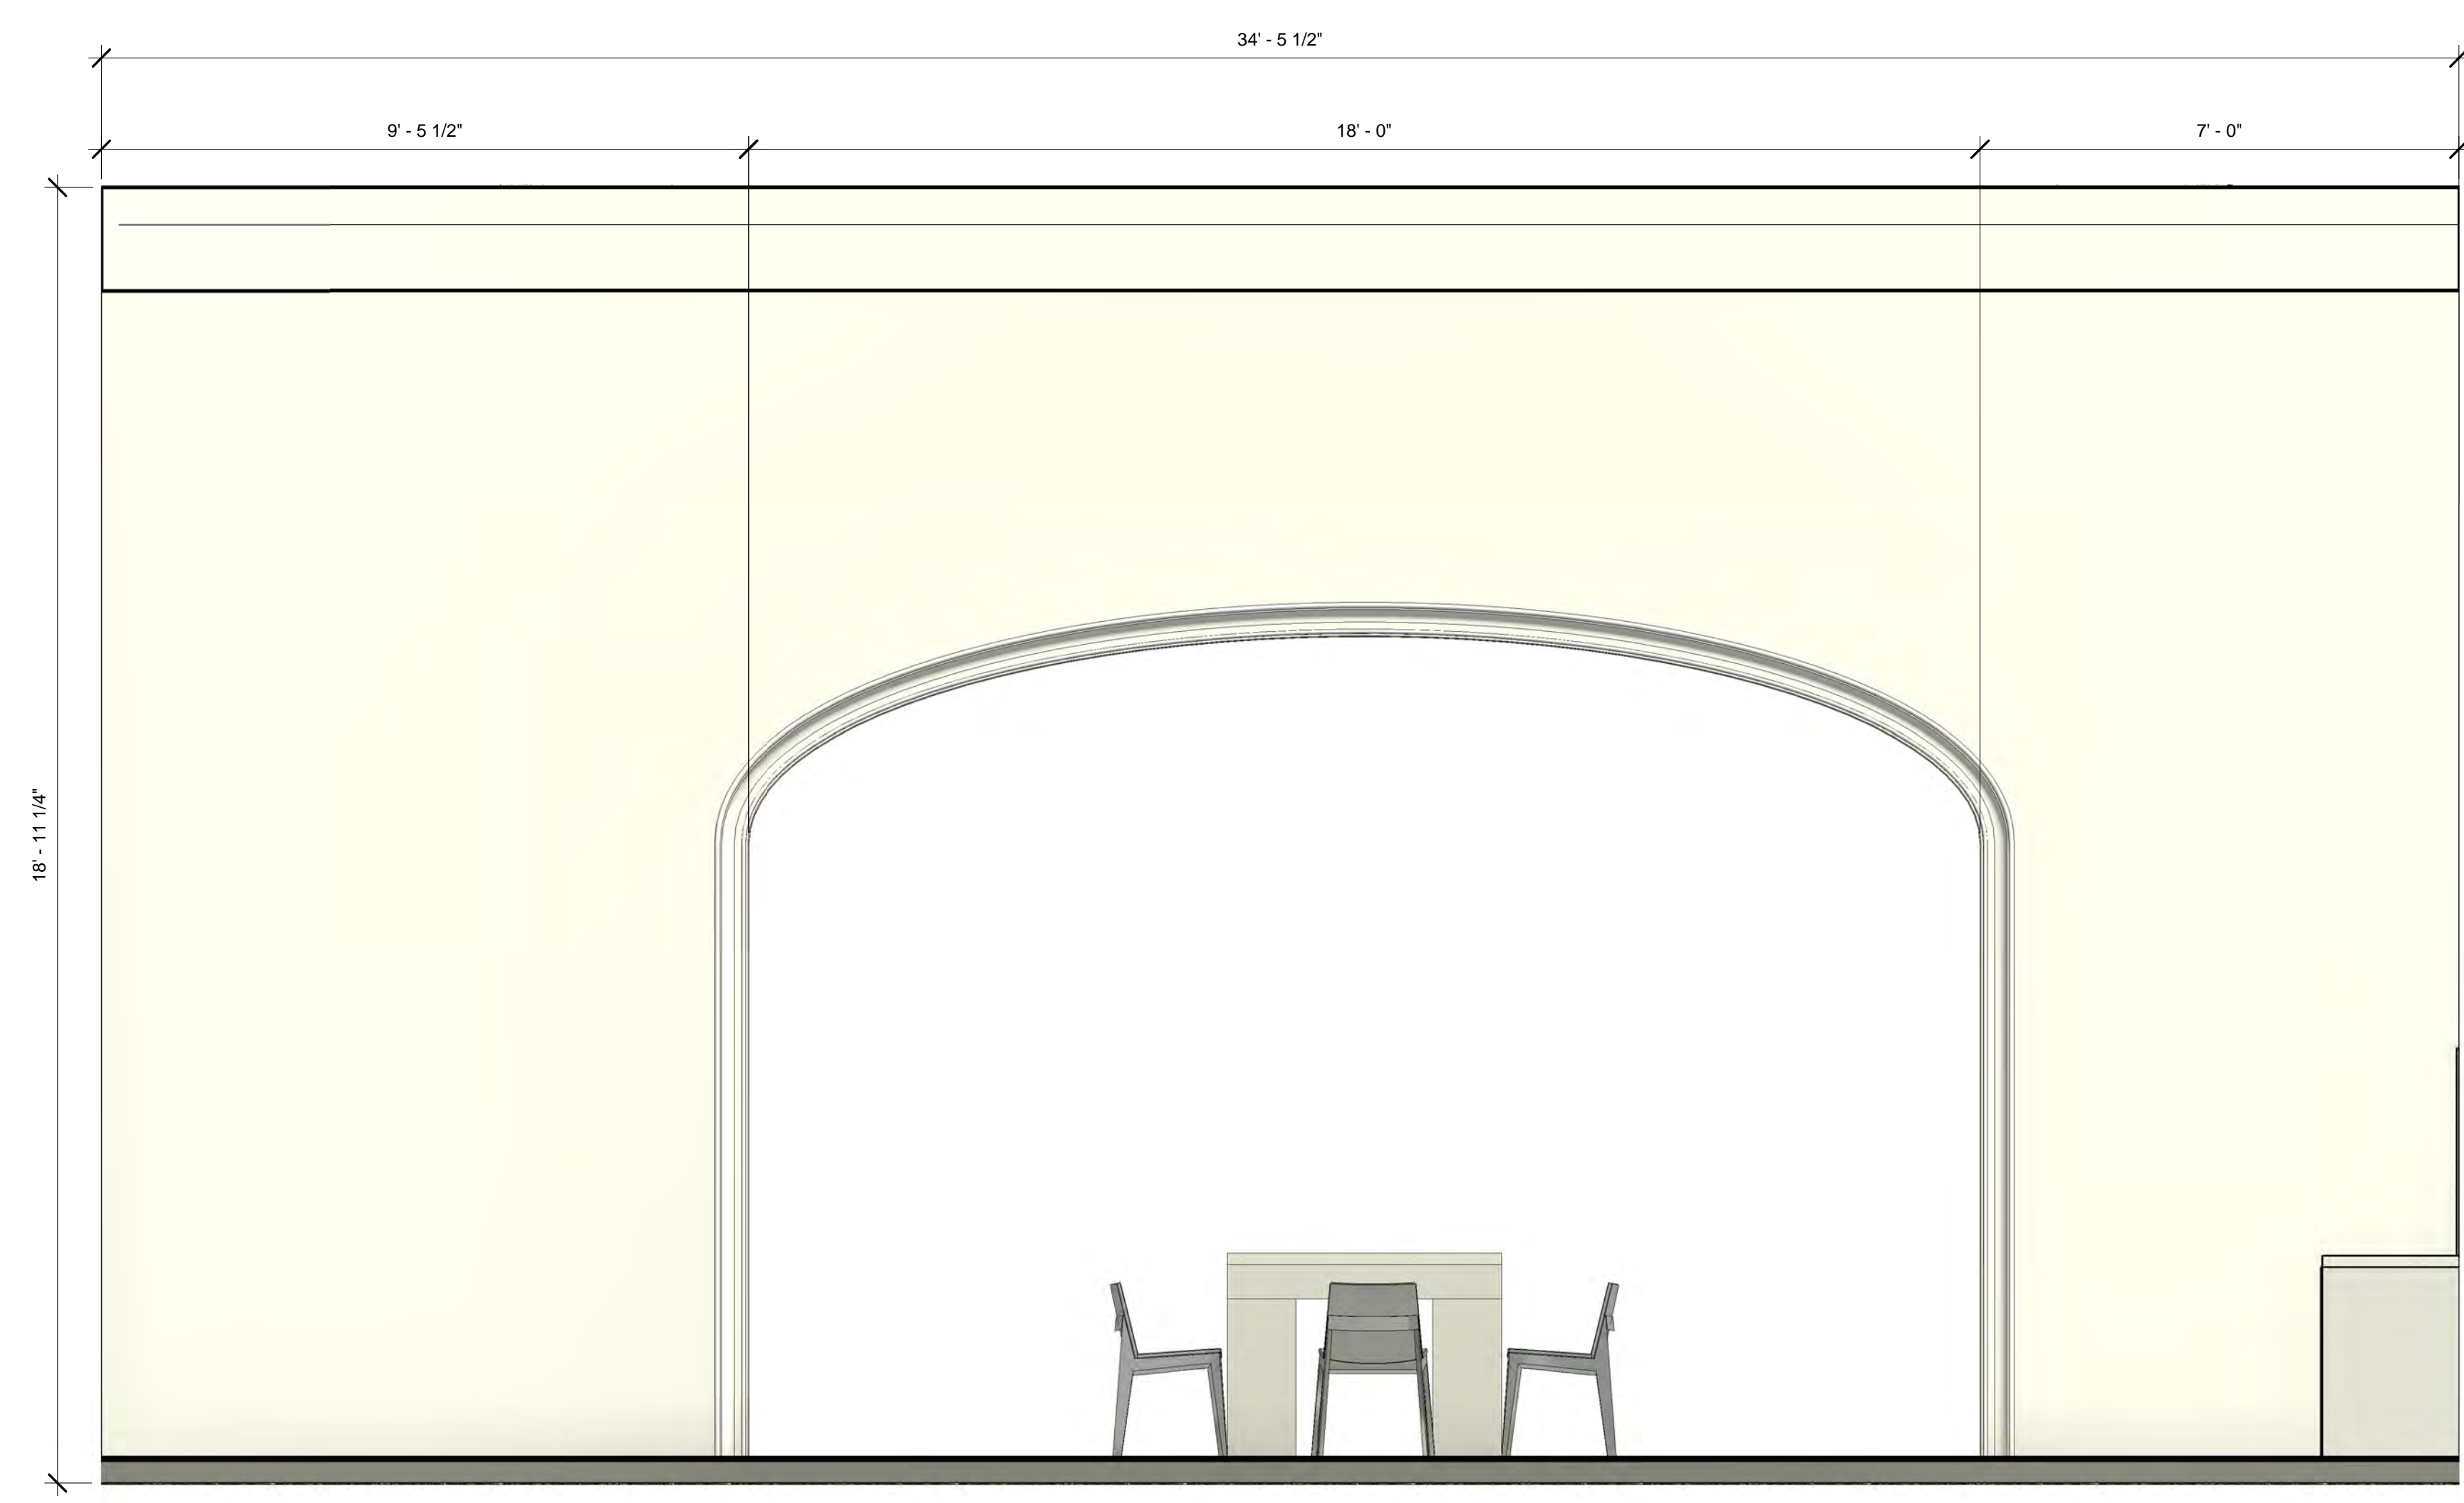 34' - 5 1/2"
9' - 5 1/2"
18' - 0"
7' - 0"
18' - 11 1/4"